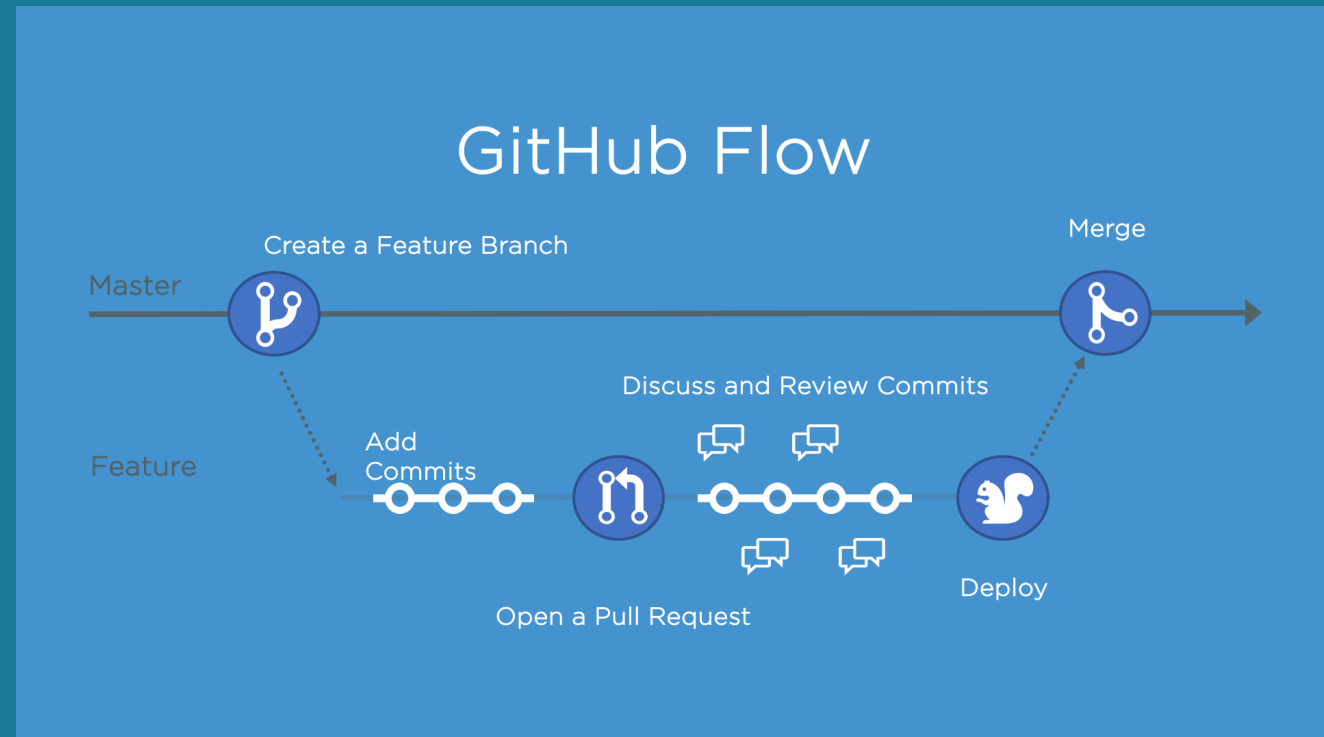 GitHub Flow
Create a Feature Branch
Merge
Master
Discuss and Review Commits
Add
Commits
Feature
Deploy
Open a Pull Request